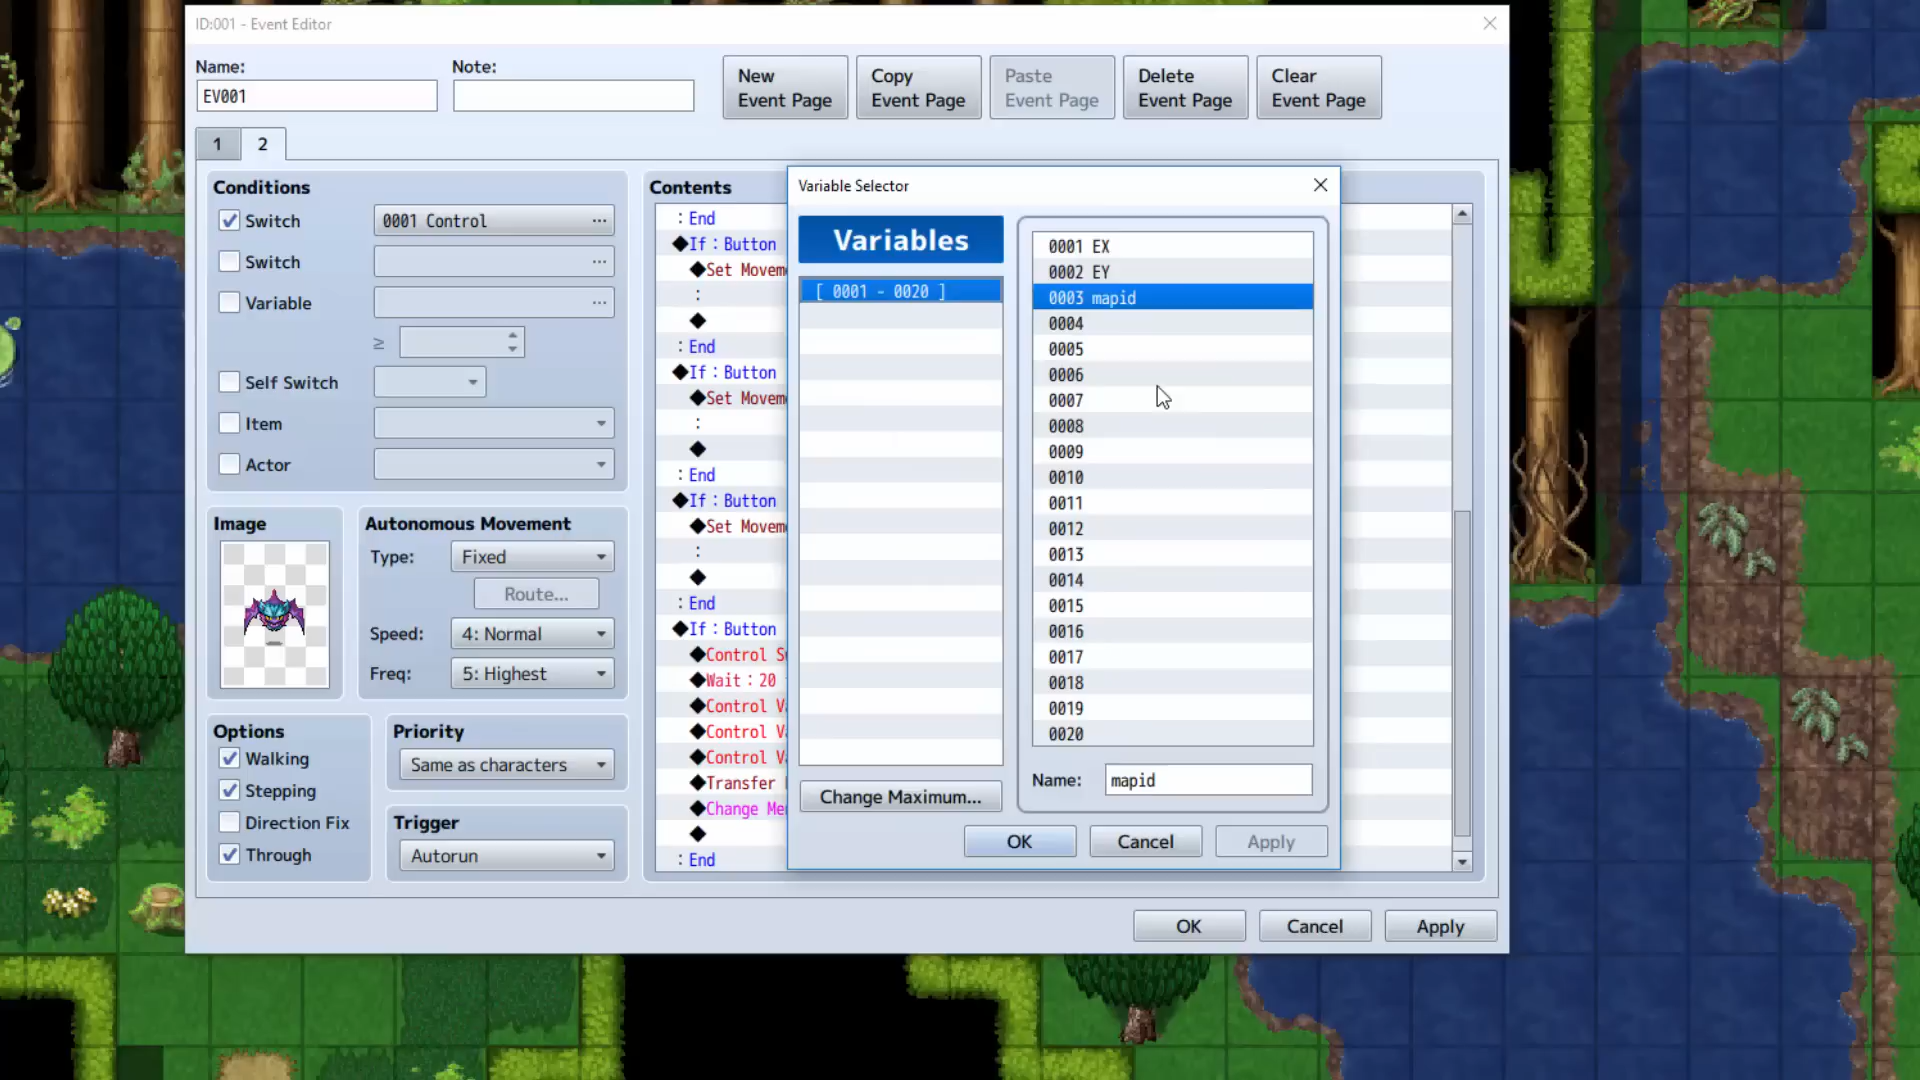 ID:001 - Event Editor
Name:
Note:
EV001
New
Event Page
Copy
Event Page
Paste
Event Page
Delete
Event Page
Clear
Event Page
1
2
Conditions
Switch
0001 Control
...
Switch
...
Variable
...
≥
Self Switch
Item
Actor
Image
Autonomous Movement
Type:
Fixed
Route...
Speed:
4: Normal
Freq:
5: Highest
Options
Walking
Stepping
Direction Fix
Through
Priority
Same as characters
Trigger
Autorun
Contents
: End
◆If : Button
◆Set Movem
:
◆
: End
◆If : Button
◆Set Movem
:
◆
: End
◆If : Button
◆Set Movem
:
◆
: End
◆If : Button
◆Control S
◆Wait : 20
◆Control V
◆Control V
◆Control V
◆Transfer
◆Change Me
◆
: End
Variable Selector
Variables
[ 0001 - 0020 ]
0001 EX
0002 EY
0003 mapid
0004
0005
0006
0007
0008
0009
0010
0011
0012
0013
0014
0015
0016
0017
0018
0019
0020
Name:
mapid
Change Maximum...
OK
Cancel
Apply
OK
Cancel
Apply